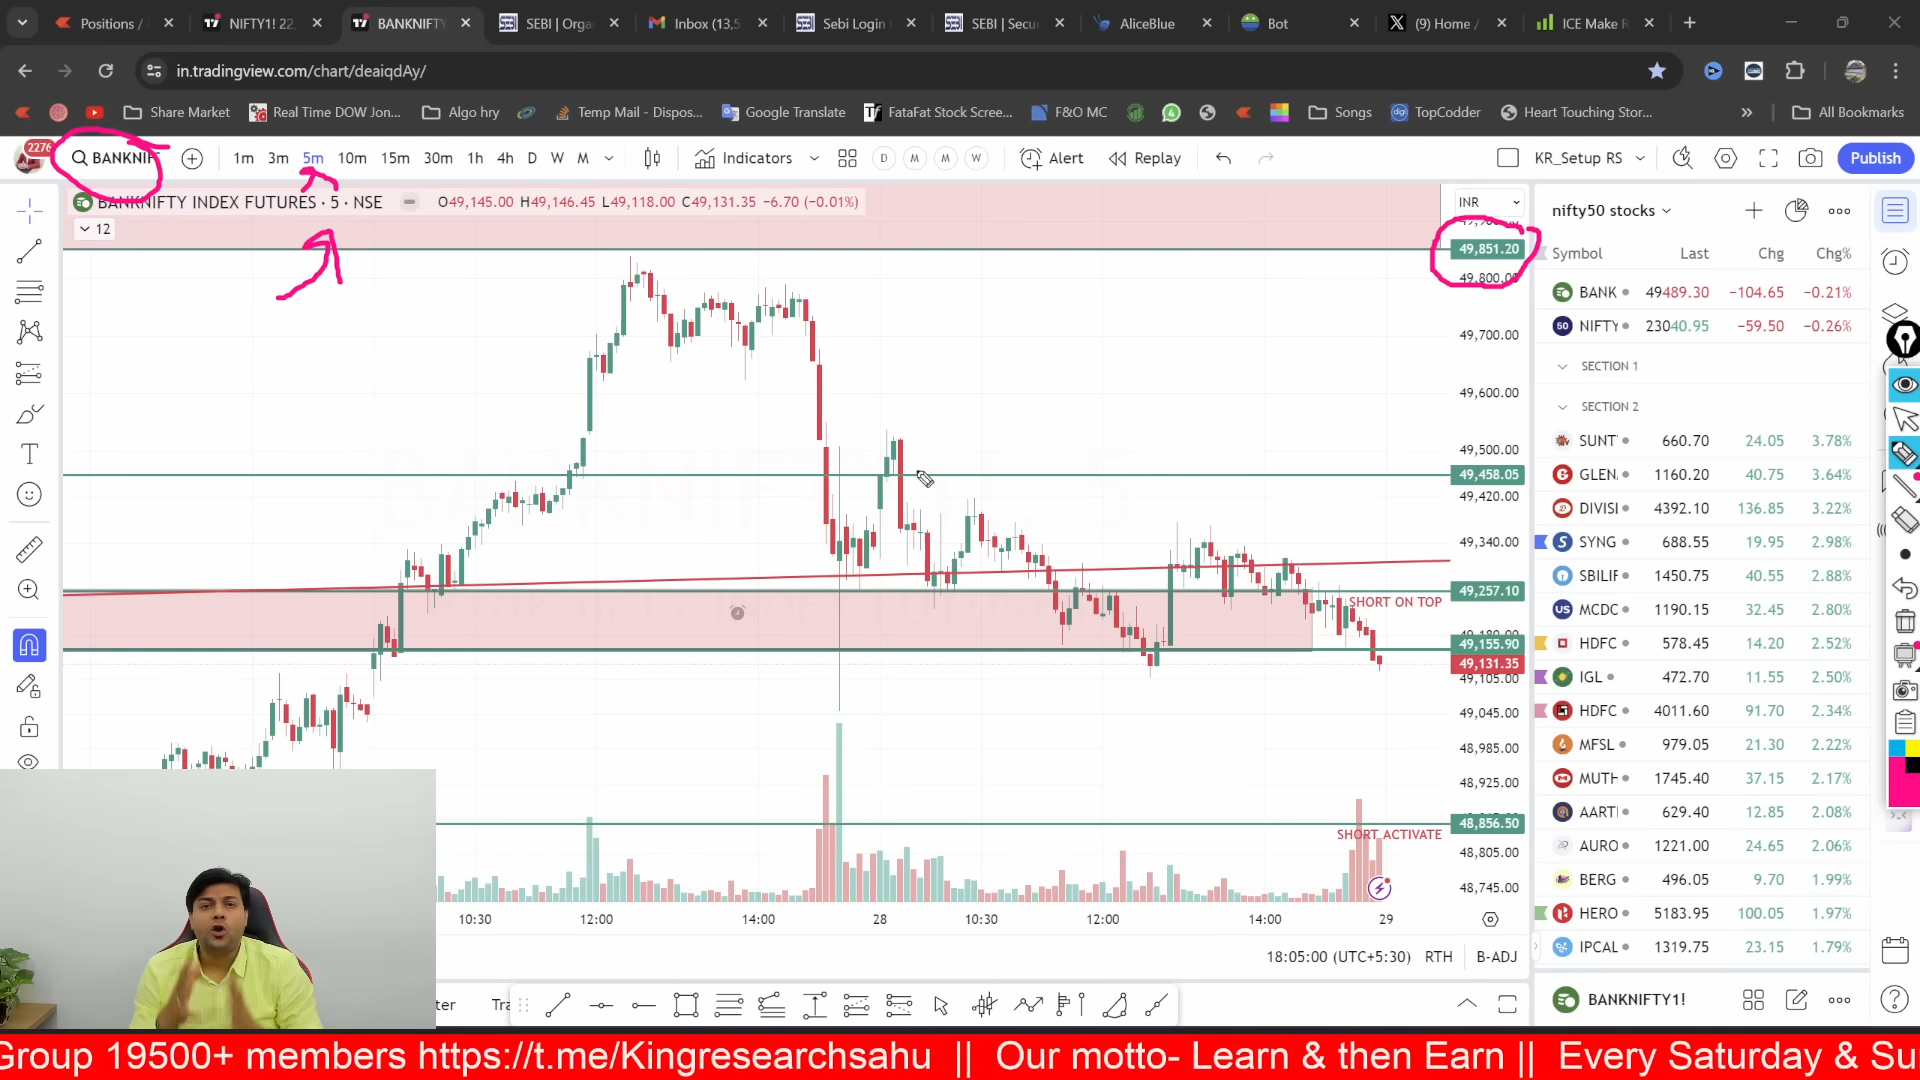 Positions /
NIFTY1! 22,
BANKNIFTY
SEBI | Orga
Inbox (13,5
Sebi Login
SEBI | Secu
AliceBlue
Bot
(9) Home /
ICE Make R
in.tradingview.com/chart/deaiqdAy/
Share Market
Real Time DOW Jon...
Algo hry
Temp Mail - Dispos...
Google Translate
FataFat Stock Scree...
F&O MC
Songs
TopCodder
Heart Touching Stor...
All Bookmarks
2276
BANKNIF
1m 3m 5m 10m 15m 30m 1h 4h D W M
Indicators
D M M W
Alert
Replay
KR_Setup RS
Publish
BANKNIFTY INDEX FUTURES · 5 · NSE
O49,145.00 H49,146.45 L49,118.00 C49,131.35 −6.70 (−0.01%)
12
INR
49,851.20
49,800.00
49,700.00
49,600.00
49,500.00
49,458.05
49,420.00
49,340.00
49,257.10
SHORT ON TOP
49,155.90
49,131.35
49,105.00
49,045.00
48,985.00
48,925.00
48,856.50
SHORT ACTIVATE
48,805.00
48,745.00
10:30 12:00 14:00 28 10:30 12:00 14:00 29
18:05:00 (UTC+5:30) RTH B-ADJ
nifty50 stocks
Symbol Last Chg Chg%
BANK 49489.30 −104.65 −0.21%
50 NIFTY 23040.95 −59.50 −0.26%
SECTION 1
SECTION 2
SUNT 660.70 24.05 3.78%
GLEN 1160.20 40.75 3.64%
DIVISI 4392.10 136.85 3.22%
SYNG 688.55 19.95 2.98%
SBILIF 1450.75 40.55 2.88%
MCDC 1190.15 32.45 2.80%
HDFC 578.45 14.20 2.52%
IGL 472.70 11.55 2.50%
HDFC 4011.60 91.70 2.34%
MFSL 979.05 21.30 2.22%
MUTH 1745.40 37.15 2.17%
AARTI 629.40 12.85 2.08%
AURO 1221.00 24.65 2.06%
BERG 496.05 9.70 1.99%
HERO 5183.95 100.05 1.97%
IPCAL 1319.75 23.15 1.79%
BANKNIFTY1!
ter
Tra
Group 19500+ members https://t.me/Kingresearchsahu || Our motto- Learn & then Earn || Every Saturday & Su